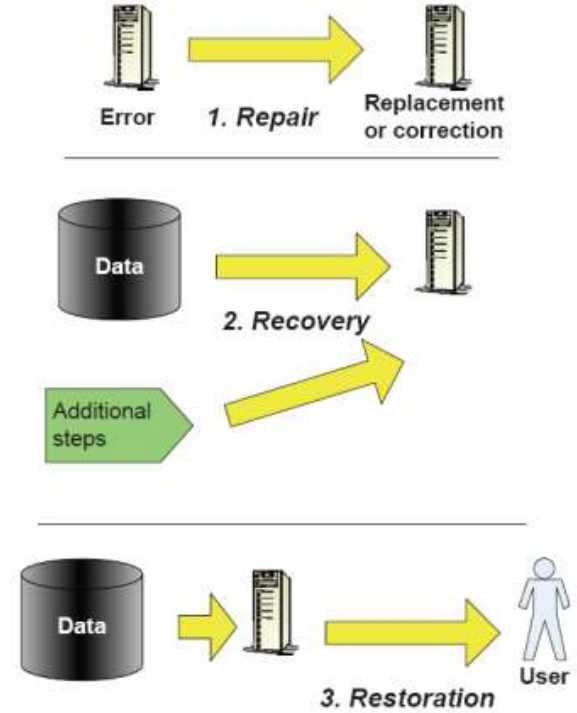 Error
1. Repair
Replacement
or correction
Data
2. Recovery
Additional
steps
Data
User
3. Restoration